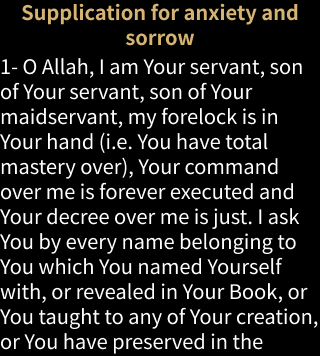 Supplication for anxiety and
sorrow
1- O Allah, I am Your servant, son
of Your servant, son of Your
maidservant, my forelock is in
Your hand (i.e. You have total
mastery over), Your command
over me is forever executed and
Your decree over me is just. I ask
You by every name belonging to
You which You named Yourself
with, or revealed in Your Book, or
You taught to any of Your creation,
or You have preserved in the